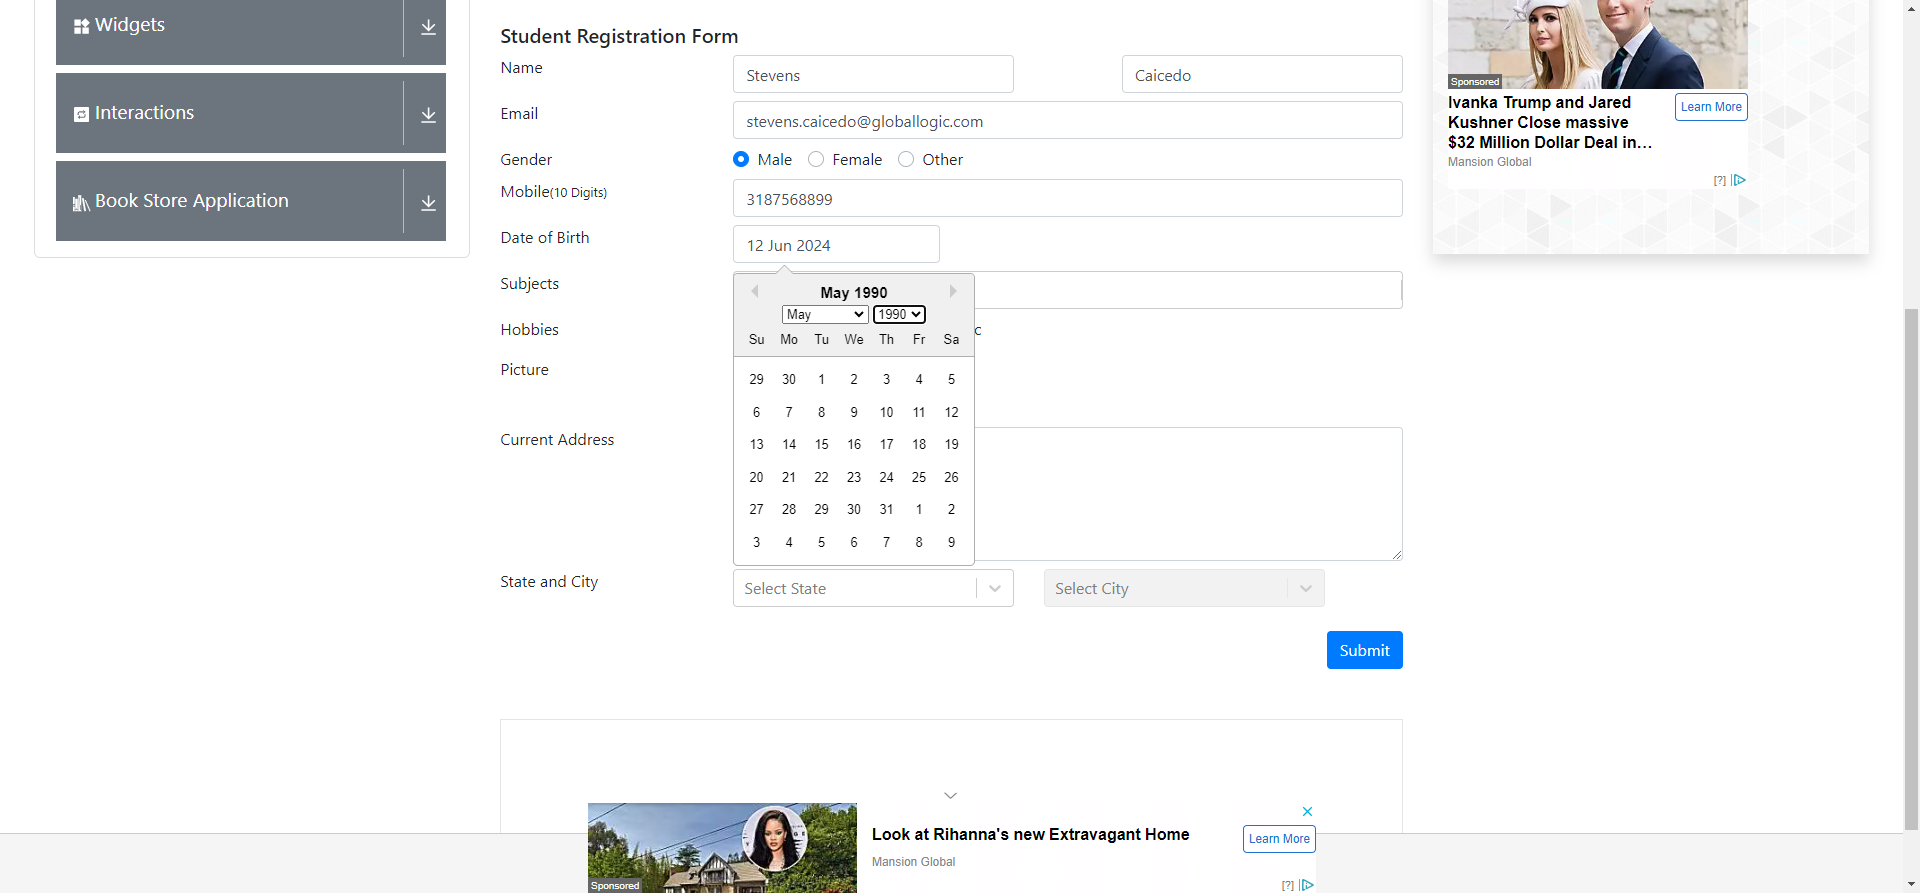 Widgets
Interactions
Book Store Application
Student Registration Form
Name
Stevens
Caicedo
Email
stevens.caicedo@globallogic.com
Gender
Male
Female
Other
Mobile(10 Digits)
3187568899
Date of Birth
12 Jun 2024
Subjects
May 1990
May
1990
Hobbies
c
Su Mo Tu We Th Fr Sa
Picture
29 30 1 2 3 4 5
6 7 8 9 10 11 12
13 14 15 16 17 18 19
20 21 22 23 24 25 26
27 28 29 30 31 1 2
3 4 5 6 7 8 9
Current Address
State and City
Select State
Select City
Submit
Sponsored
Ivanka Trump and Jared
Kushner Close massive
$32 Million Dollar Deal in...
Learn More
Mansion Global
[?]
Look at Rihanna's new Extravagant Home
Mansion Global
Learn More
Sponsored
[?]